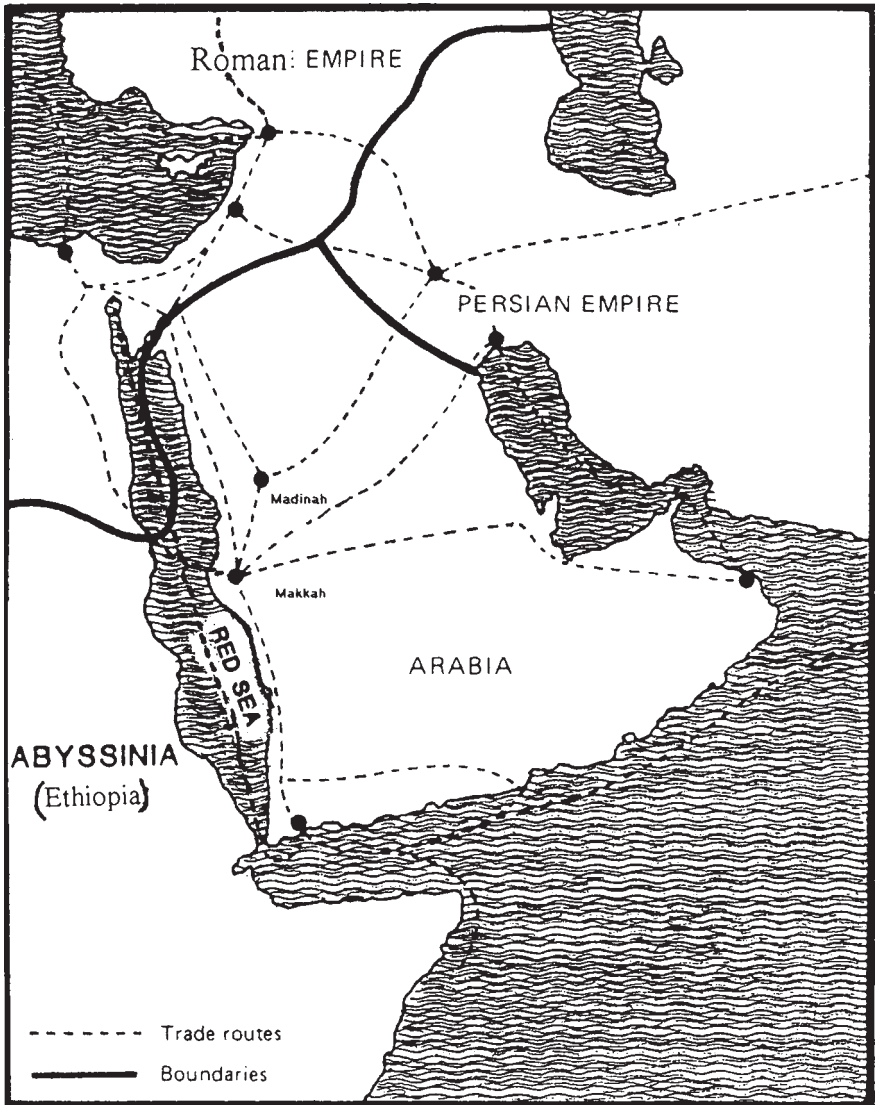 Roman: EMPIRE
PERSIAN EMPIRE
Madinah
Makkah
RED SEA
ARABIA
ABYSSINIA
(Ethiopia)
Trade routes
Boundaries